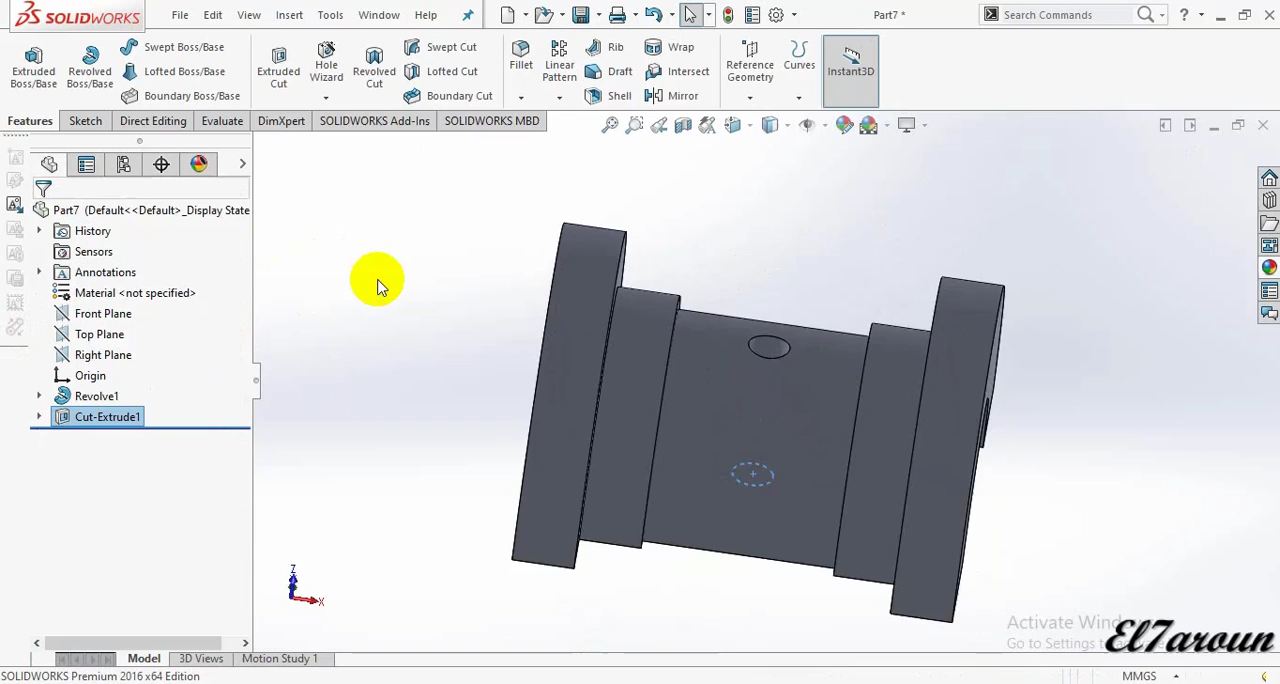 SOLIDWORKS File Edit View Insert Tools Window Help Part7 * Search Commands ?
Extruded Boss/Base
Revolved Boss/Base
Swept Boss/Base
Lofted Boss/Base
Boundary Boss/Base
Extruded Cut
Hole Wizard
Revolved Cut
Swept Cut
Lofted Cut
Boundary Cut
Fillet
Linear Pattern
Rib
Draft
Shell
Wrap
Intersect
Mirror
Reference Geometry
Curves
Instant3D
Features Sketch Direct Editing Evaluate DimXpert SOLIDWORKS Add-Ins SOLIDWORKS MBD
Part7 (Default<<Default>_Display State
History
Sensors
Annotations
Material <not specified>
Front Plane
Top Plane
Right Plane
Origin
Revolve1
Cut-Extrude1
Z
X
Go to Settings to
El7aroun
Model 3D Views Motion Study 1
SOLIDWORKS Premium 2016 x64 Edition MMGS